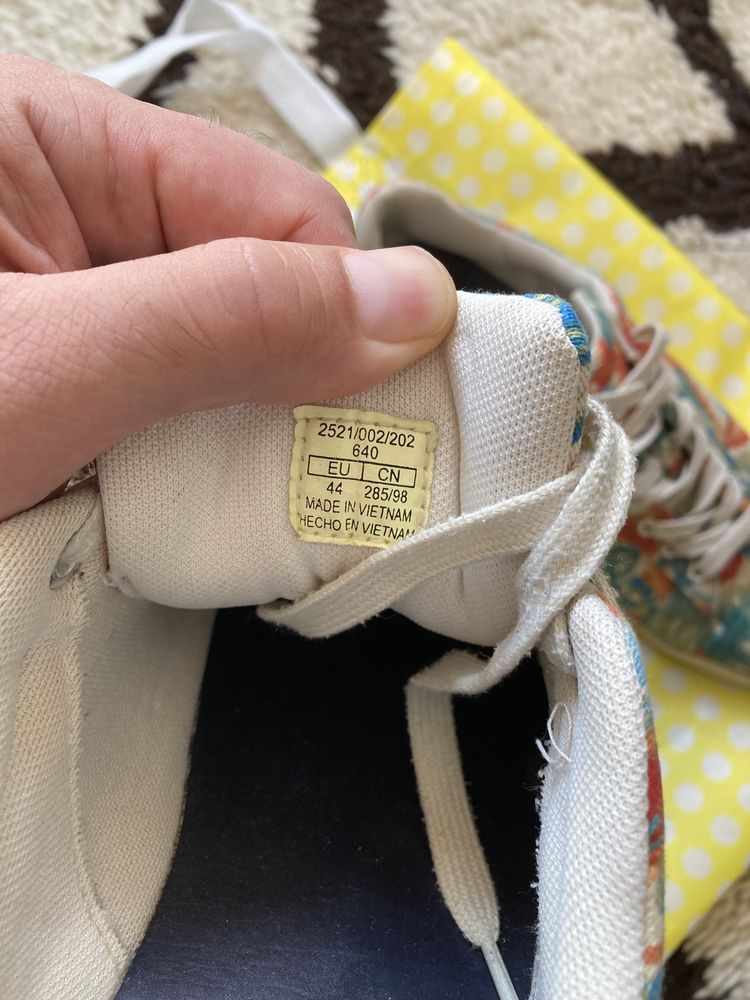 2521/002/202
640
EU CN
44 285/98
MADE IN VIETNAM
HECHO EN VIETNAM